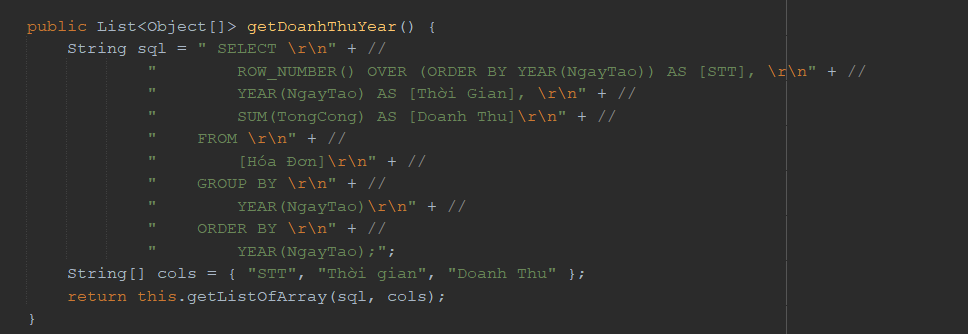 public List<Object[]> getDoanhThuYear() {
    String sql = " SELECT \r\n" + //
            "        ROW_NUMBER() OVER (ORDER BY YEAR(NgayTao)) AS [STT], \r\n" + //
            "        YEAR(NgayTao) AS [Thời Gian], \r\n" + //
            "        SUM(TongCong) AS [Doanh Thu]\r\n" + //
            "    FROM \r\n" + //
            "        [Hóa Đơn]\r\n" + //
            "    GROUP BY \r\n" + //
            "        YEAR(NgayTao)\r\n" + //
            "    ORDER BY \r\n" + //
            "        YEAR(NgayTao);";
    String[] cols = { "STT", "Thời gian", "Doanh Thu" };
    return this.getListOfArray(sql, cols);
}